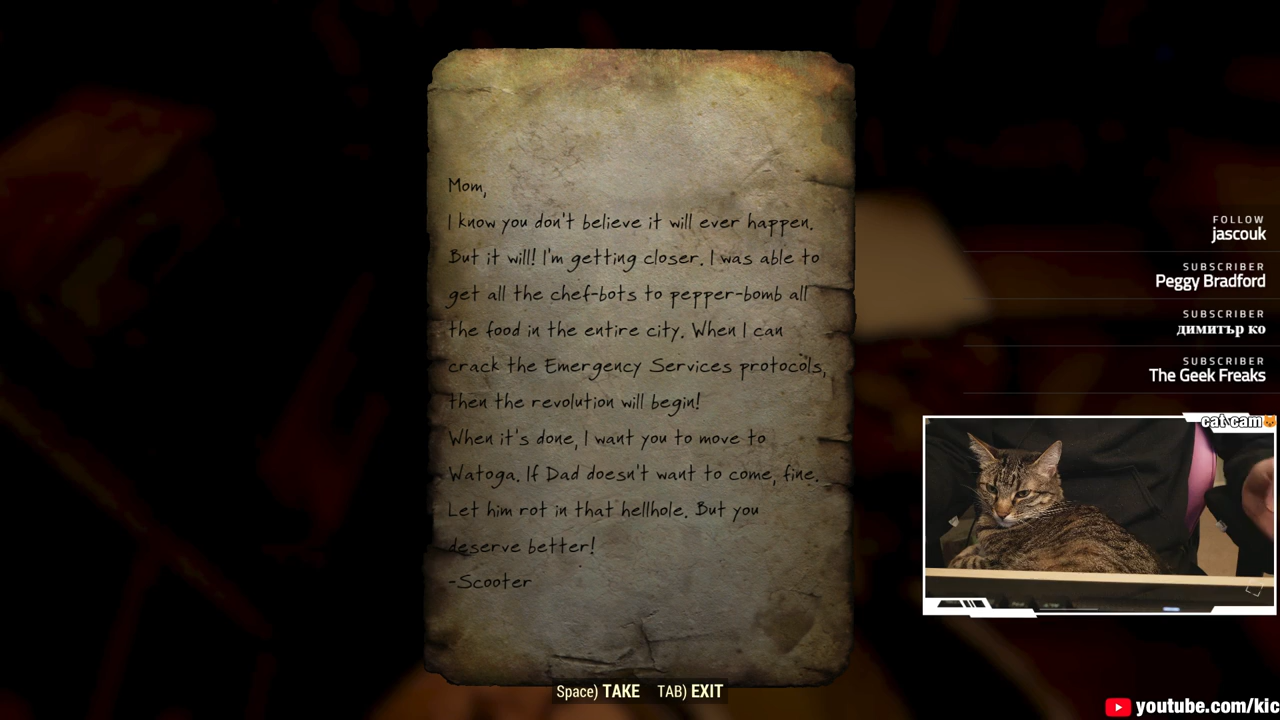 Mom,
I know you don't believe it will ever happen.
But it will! I'm getting closer. I was able to
get all the chef-bots to pepper-bomb all
the food in the entire city. When I can
crack the Emergency Services protocols,
then the revolution will begin!
When it's done, I want you to move to
Watoga. If Dad doesn't want to come, fine.
Let him rot in that hellhole. But you
deserve better!
-Scooter
Space) TAKE TAB) EXIT
FOLLOW
jascouk
SUBSCRIBER
Peggy Bradford
SUBSCRIBER
димитър ко
SUBSCRIBER
The Geek Freaks
cat cam
youtube.com/kic